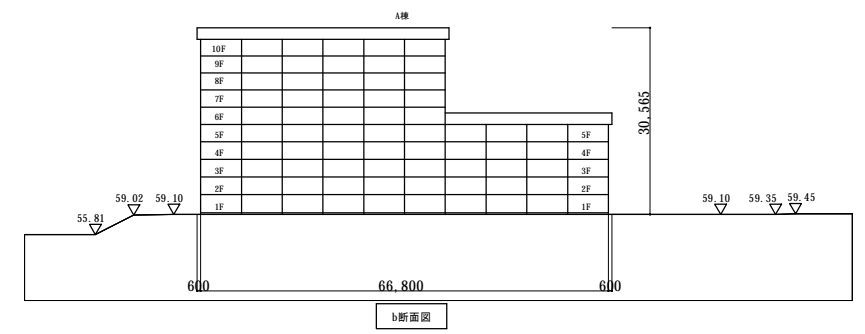 A棟
10F
9F
8F
7F
6F
5F 5F
4F 4F
3F 3F
2F 2F
1F 1F
30,565
55.81 59.02 59.10
59.10 59.35 59.45
600 66,800 600
b断面図